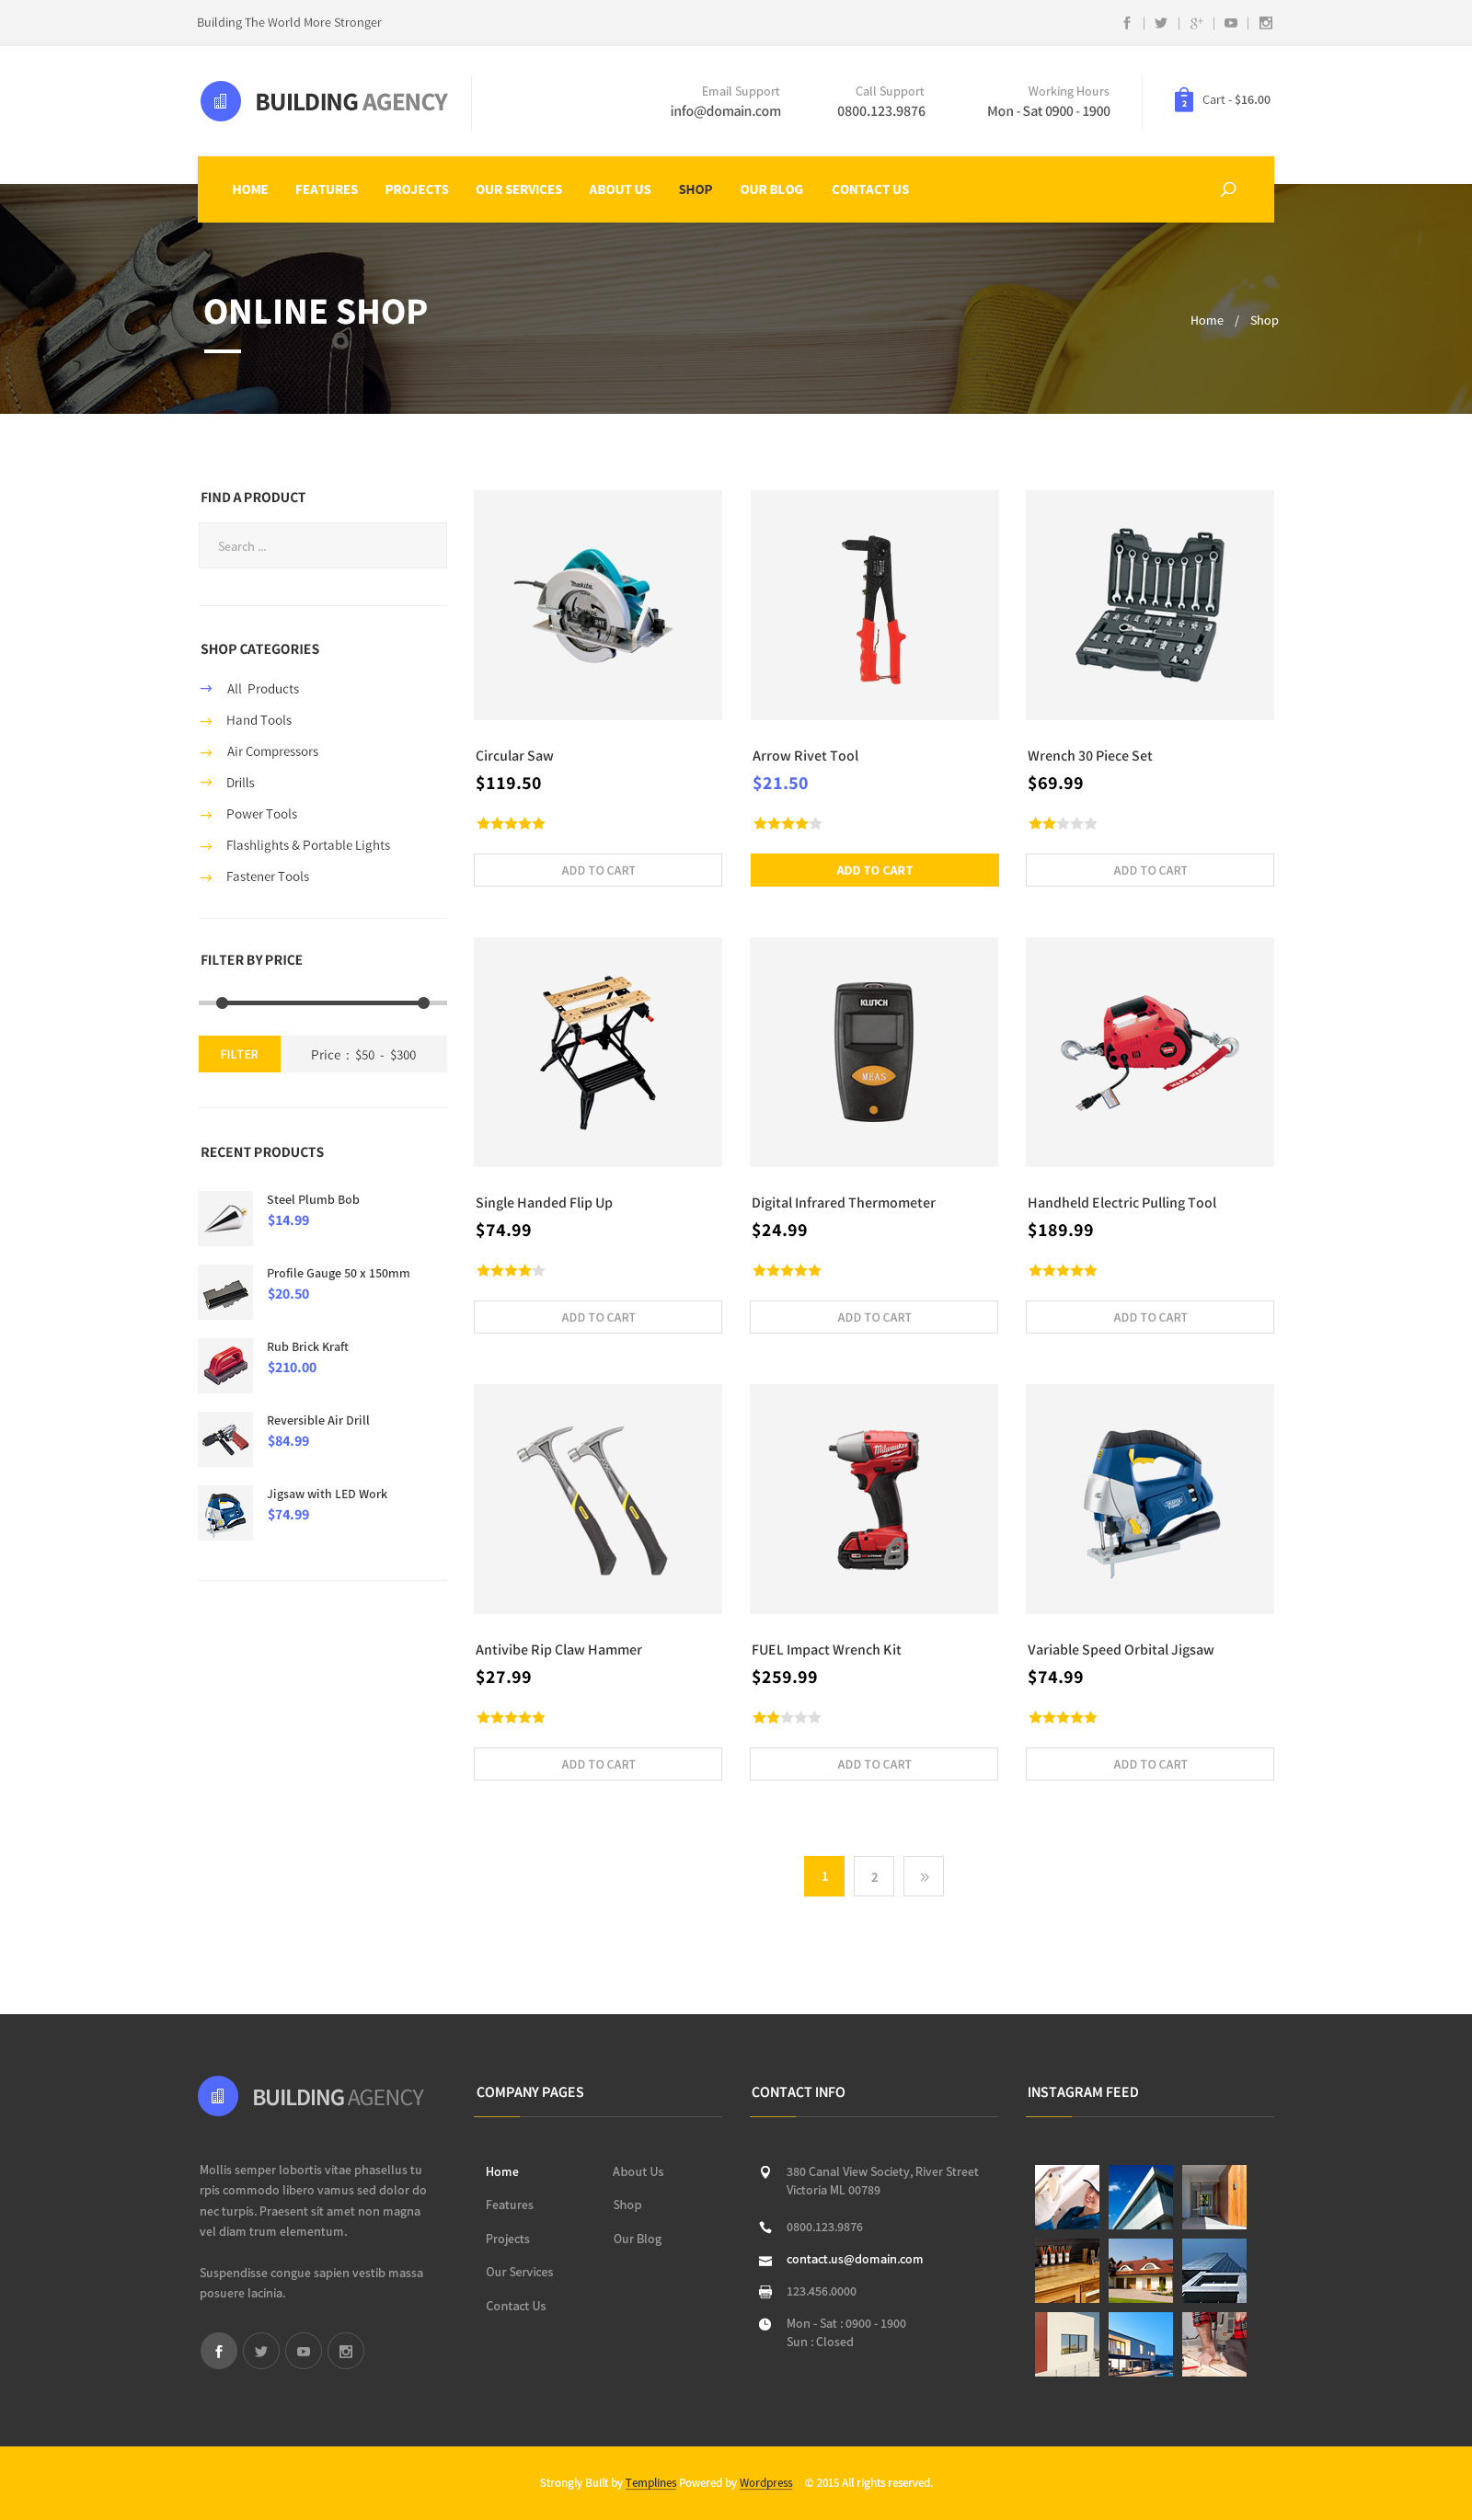 Building The World More Stronger
BUILDING AGENCY
Email Support
info@domain.com
Call Support
0800.123.9876
Working Hours
Mon - Sat 0900 - 1900
2
Cart - $16.00
HOME FEATURES PROJECTS OUR SERVICES ABOUT US SHOP OUR BLOG CONTACT US
ONLINE SHOP
Home / Shop
FIND A PRODUCT
Search ...
SHOP CATEGORIES
All Products
Hand Tools
Air Compressors
Drills
Power Tools
Flashlights & Portable Lights
Fastener Tools
FILTER BY PRICE
FILTER
Price : $50 - $300
RECENT PRODUCTS
Steel Plumb Bob
$14.99
Profile Gauge 50 x 150mm
$20.50
Rub Brick Kraft
$210.00
Reversible Air Drill
$84.99
Jigsaw with LED Work
$74.99
Makita
Circular Saw
$119.50
ADD TO CART
Arrow Rivet Tool
$21.50
ADD TO CART
Wrench 30 Piece Set
$69.99
ADD TO CART
Single Handed Flip Up
$74.99
ADD TO CART
KLUTCH
MEAS
Digital Infrared Thermometer
$24.99
ADD TO CART
Handheld Electric Pulling Tool
$189.99
ADD TO CART
Antivibe Rip Claw Hammer
$27.99
ADD TO CART
Milwaukee
FUEL Impact Wrench Kit
$259.99
ADD TO CART
Variable Speed Orbital Jigsaw
$74.99
ADD TO CART
1 2 »
BUILDING AGENCY
Mollis semper lobortis vitae phasellus tu
rpis commodo libero vamus sed dolor do
nec turpis. Praesent sit amet non magna
vel diam trum elementum.
Suspendisse congue sapien vestib massa
posuere lacinia.
COMPANY PAGES
Home
Features
Projects
Our Services
Contact Us
About Us
Shop
Our Blog
CONTACT INFO
380 Canal View Society, River Street
Victoria ML 00789
0800.123.9876
contact.us@domain.com
123.456.0000
Mon - Sat : 0900 - 1900
Sun : Closed
INSTAGRAM FEED
Strongly Built by Templines Powered by Wordpress © 2015 All rights reserved.